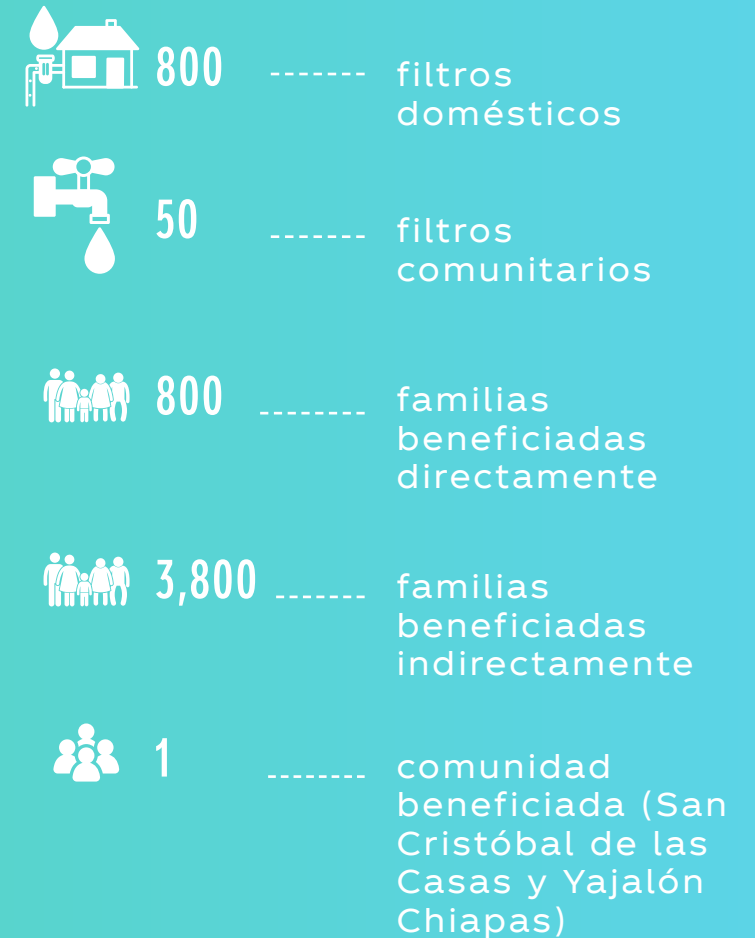 800 ------- filtros
domésticos
50 ------- filtros
comunitarios
800 -------- familias
beneficiadas
directamente
3,800 ------- familias
beneficiadas
indirectamente
1 -------- comunidad
beneficiada (San
Cristóbal de las
Casas y Yajalón
Chiapas)